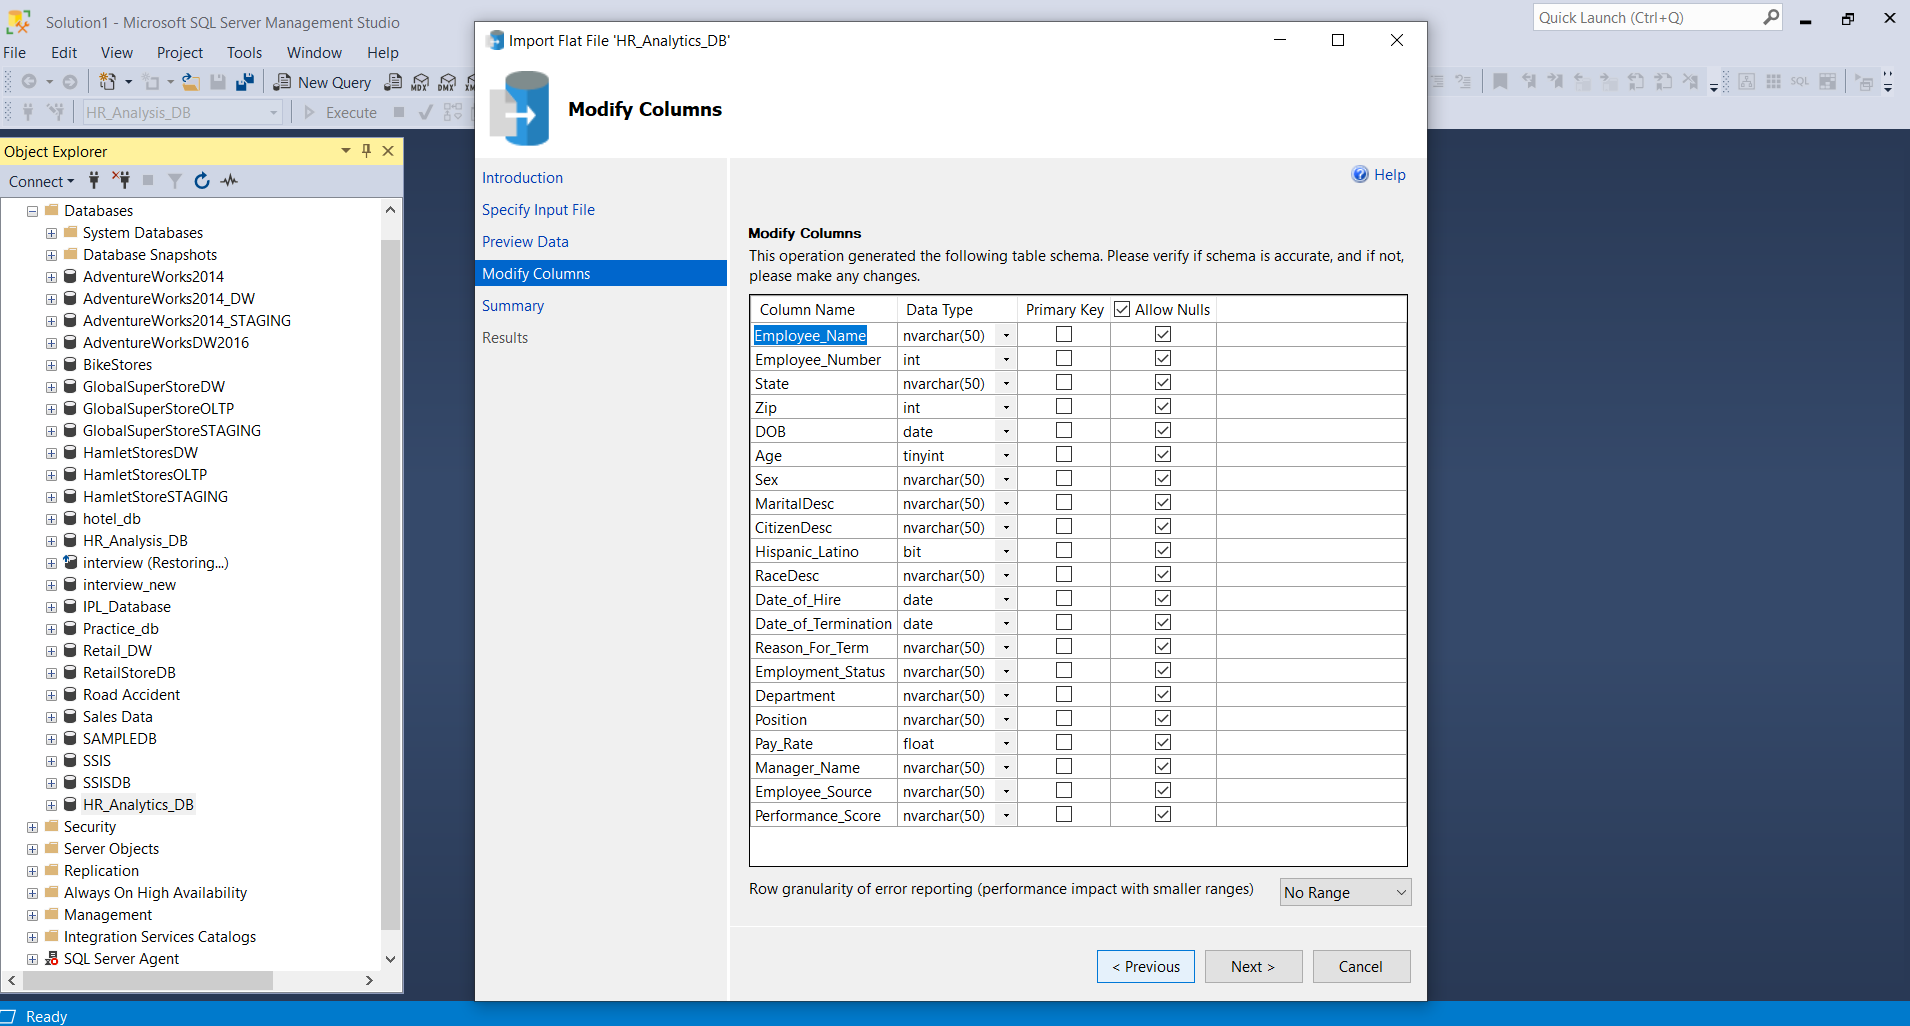 Solution1 - Microsoft SQL Server Management Studio
Quick Launch (Ctrl+Q)
File Edit View Project Tools Window Help
New Query MDX DMX SQL
HR_Analysis_DB Execute
Object Explorer
Connect
Databases
System Databases
Database Snapshots
AdventureWorks2014
AdventureWorks2014_DW
AdventureWorks2014_STAGING
AdventureWorksDW2016
BikeStores
GlobalSuperStoreDW
GlobalSuperStoreOLTP
GlobalSuperStoreSTAGING
HamletStoresDW
HamletStoresOLTP
HamletStoreSTAGING
hotel_db
HR_Analysis_DB
interview (Restoring...)
interview_new
IPL_Database
Practice_db
Retail_DW
RetailStoreDB
Road Accident
Sales Data
SAMPLEDB
SSIS
SSISDB
HR_Analytics_DB
Security
Server Objects
Replication
Always On High Availability
Management
Integration Services Catalogs
SQL Server Agent
Import Flat File 'HR_Analytics_DB'
Modify Columns
Introduction
Specify Input File
Preview Data
Modify Columns
Summary
Results
Help
Modify Columns
This operation generated the following table schema. Please verify if schema is accurate, and if not,
please make any changes.
Column Name Data Type Primary Key Allow Nulls
Employee_Name nvarchar(50)
Employee_Number int
State nvarchar(50)
Zip int
DOB date
Age tinyint
Sex nvarchar(50)
MaritalDesc nvarchar(50)
CitizenDesc nvarchar(50)
Hispanic_Latino bit
RaceDesc nvarchar(50)
Date_of_Hire date
Date_of_Termination date
Reason_For_Term nvarchar(50)
Employment_Status nvarchar(50)
Department nvarchar(50)
Position nvarchar(50)
Pay_Rate float
Manager_Name nvarchar(50)
Employee_Source nvarchar(50)
Performance_Score nvarchar(50)
Row granularity of error reporting (performance impact with smaller ranges) No Range
< Previous Next > Cancel
Ready